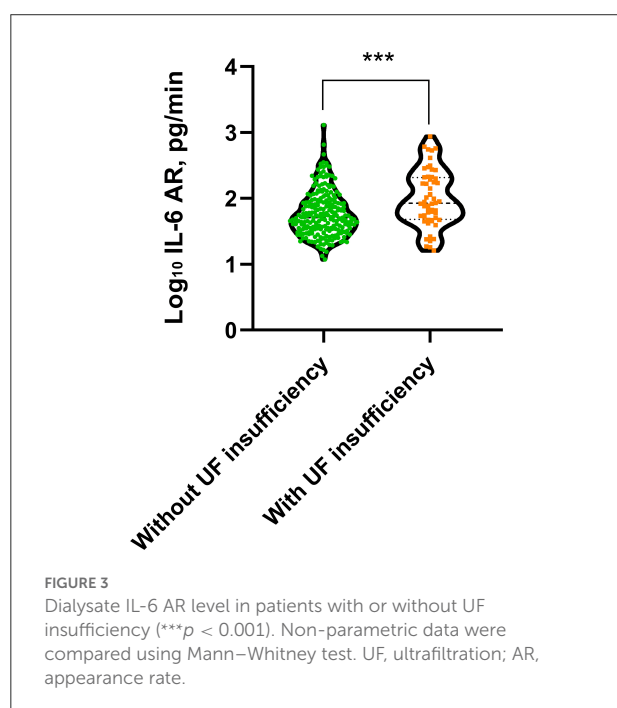 ***
4
3
2
1
0
Log₁₀ IL-6 AR, pg/min
Without UF insufficiency
With UF insufficiency
FIGURE 3
Dialysate IL-6 AR level in patients with or without UF
insufficiency (***p < 0.001). Non-parametric data were
compared using Mann–Whitney test. UF, ultrafiltration; AR,
appearance rate.